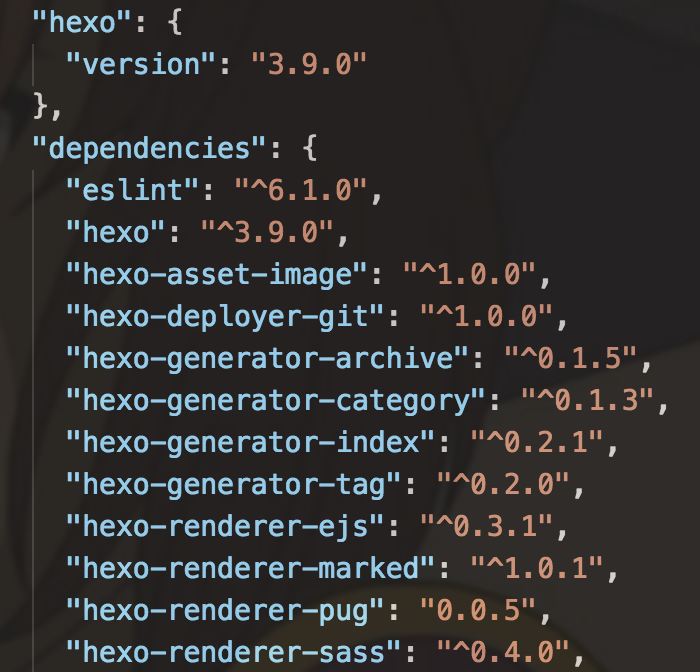 "hexo": {
"version": "3.9.0"
},
"dependencies": {
"eslint": "^6.1.0",
"hexo": "^3.9.0",
"hexo-asset-image": "^1.0.0",
"hexo-deployer-git": "^1.0.0",
"hexo-generator-archive": "^0.1.5",
"hexo-generator-category": "^0.1.3",
"hexo-generator-index": "^0.2.1",
"hexo-generator-tag": "^0.2.0",
"hexo-renderer-ejs": "^0.3.1",
"hexo-renderer-marked": "^1.0.1",
"hexo-renderer-pug": "0.0.5",
"hexo-renderer-sass": "^0.4.0",